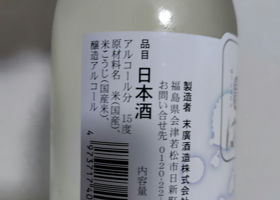 製造者 末廣酒造株式会社
福島県会津若松市日新町
お問い合せ先 0120-22
品目 日本酒
内容量
アルコール分 15度
原材料名 米(国産)、
米こうじ(国産米)、
醸造アルコール